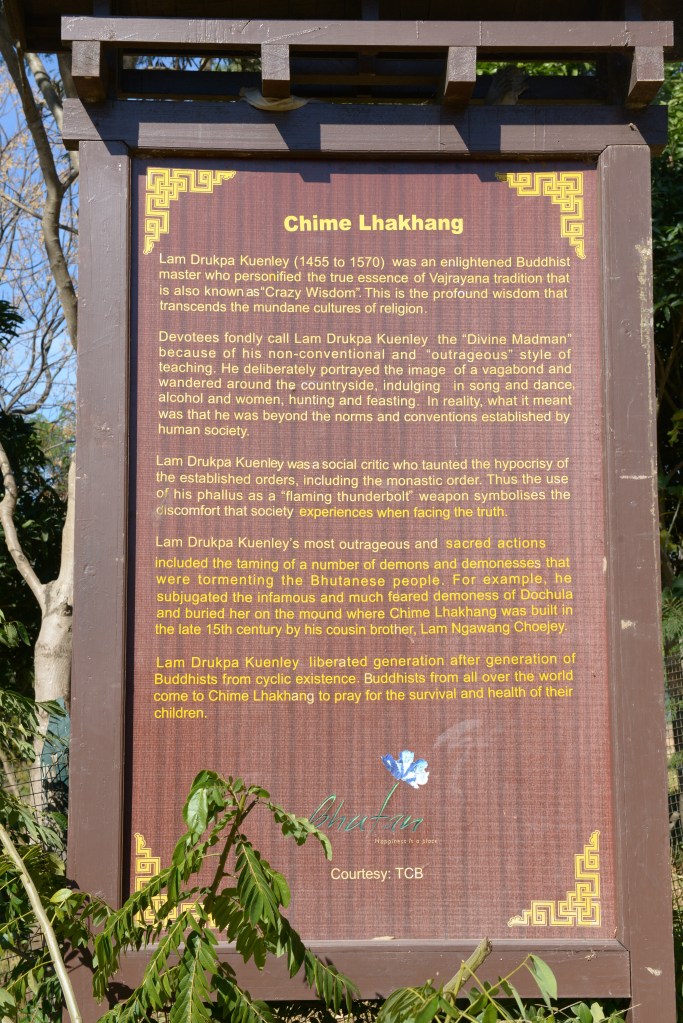 Chime Lhakhang
Lam Drukpa Kuenley (1455 to 1570) was an enlightened Buddhist
master who personified the true essence of Vajrayana tradition that
is also known as "Crazy Wisdom". This is the profound wisdom that
transcends the mundane cultures of religion.
Devotees fondly call Lam Drukpa Kuenley the "Divine Madman"
because of his non-conventional and "outrageous" style of
teaching. He deliberately portrayed the image of a vagabond and
wandered around the countryside, indulging in song and dance,
alcohol and women, hunting and feasting. In reality, what it meant
was that he was beyond the norms and conventions established by
human society.
Lam Drukpa Kuenley was a social critic who taunted the hypocrisy of
the established orders, including the monastic order. Thus the use
of his phallus as a "flaming thunderbolt" weapon symbolises the
discomfort that society experiences when facing the truth.
Lam Drukpa Kuenley's most outrageous and sacred actions
included the taming of a number of demons and demonesses that
were tormenting the Bhutanese people. For example, he
subjugated the infamous and much feared demoness of Dochula
and buried her on the mound where Chime Lhakhang was built in
the late 15th century by his cousin brother, Lam Ngawang Choejey.
Lam Drukpa Kuenley liberated generation after generation of
Buddhists from cyclic existence. Buddhists from all over the world
come to Chime Lhakhang to pray for the survival and health of their
children.
Bhutan
Happiness is a place
Courtesy: TCB